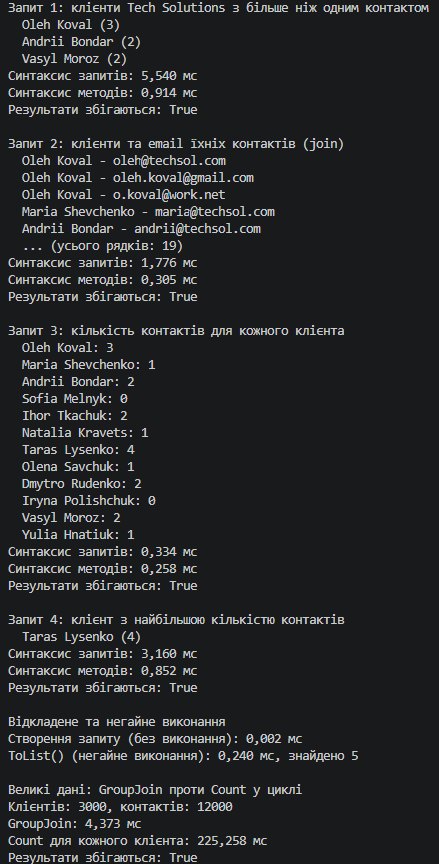 Запит 1: клієнти Tech Solutions з більше ніж одним контактом
Oleh Koval (3)
Andrii Bondar (2)
Vasyl Moroz (2)
Синтаксис запитів: 5,540 мс
Синтаксис методів: 0,914 мс
Результати збігаються: True

Запит 2: клієнти та email їхніх контактів (join)
Oleh Koval - oleh@techsol.com
Oleh Koval - oleh.koval@gmail.com
Oleh Koval - o.koval@work.net
Maria Shevchenko - maria@techsol.com
Andrii Bondar - andrii@techsol.com
... (усього рядків: 19)
Синтаксис запитів: 1,776 мс
Синтаксис методів: 0,305 мс
Результати збігаються: True

Запит 3: кількість контактів для кожного клієнта
Oleh Koval: 3
Maria Shevchenko: 1
Andrii Bondar: 2
Sofia Melnyk: 0
Ihor Tkachuk: 2
Natalia Kravets: 1
Taras Lysenko: 4
Olena Savchuk: 1
Dmytro Rudenko: 2
Iryna Polishchuk: 0
Vasyl Moroz: 2
Yulia Hnatiuk: 1
Синтаксис запитів: 0,334 мс
Синтаксис методів: 0,258 мс
Результати збігаються: True

Запит 4: клієнт з найбільшою кількістю контактів
Taras Lysenko (4)
Синтаксис запитів: 3,160 мс
Синтаксис методів: 0,852 мс
Результати збігаються: True

Відкладене та негайне виконання
Створення запиту (без виконання): 0,002 мс
ToList() (негайне виконання): 0,240 мс, знайдено 5

Великі дані: GroupJoin проти Count у циклі
Клієнтів: 3000, контактів: 12000
GroupJoin: 4,373 мс
Count для кожного клієнта: 225,258 мс
Результати збігаються: True